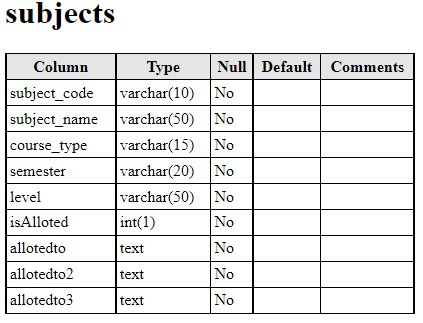 subjects
Column Type Null Default Comments
subject_code varchar(10) No
subject_name varchar(50) No
course_type varchar(15) No
semester varchar(20) No
level varchar(50) No
isAlloted int(1) No
allotedto text No
allotedto2 text No
allotedto3 text No